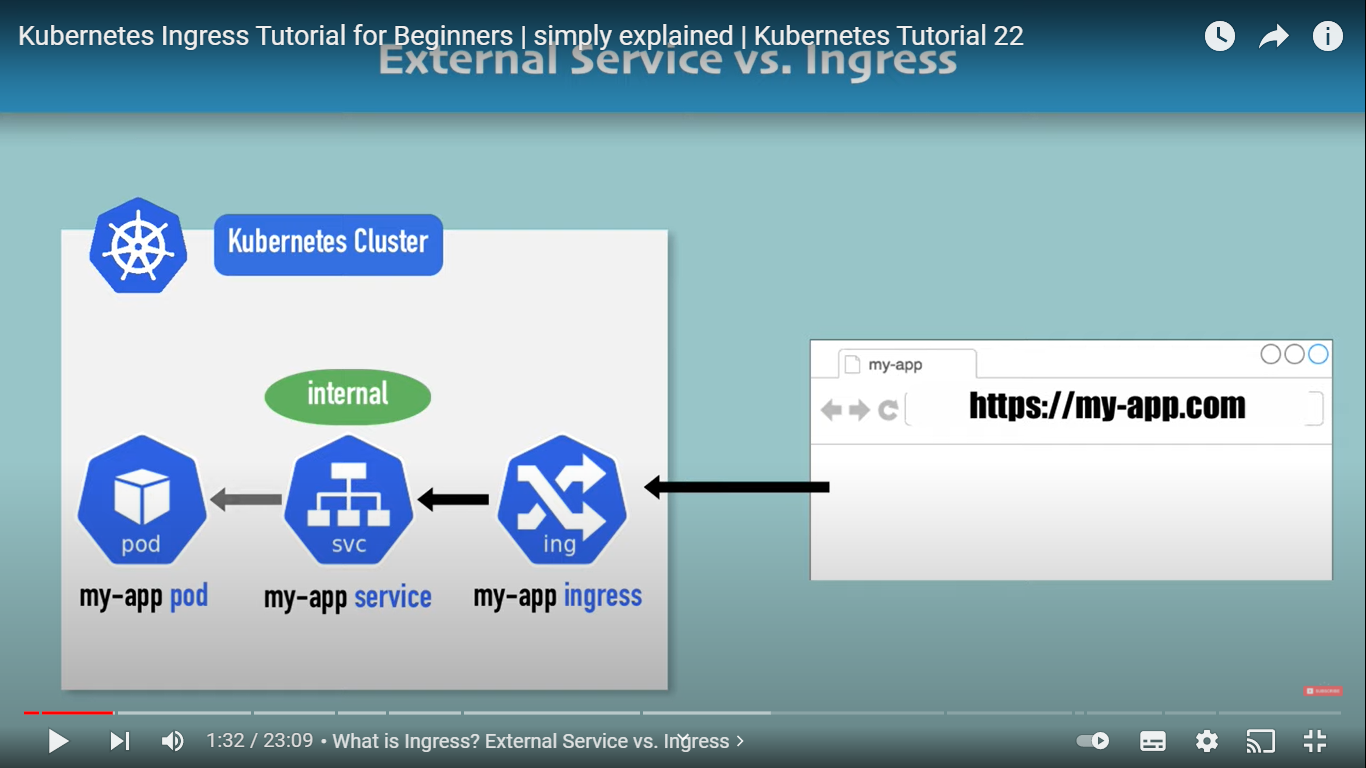 Kubernetes Ingress Tutorial for Beginners | simply explained | Kubernetes Tutorial 22
External Service vs. Ingress
Kubernetes Cluster
my-app
https://my-app.com
internal
pod
svc
ing
my-app pod
my-app service
my-app ingress
SUBSCRIBE
1:32 / 23:09 • What is Ingress? External Service vs. Ingress